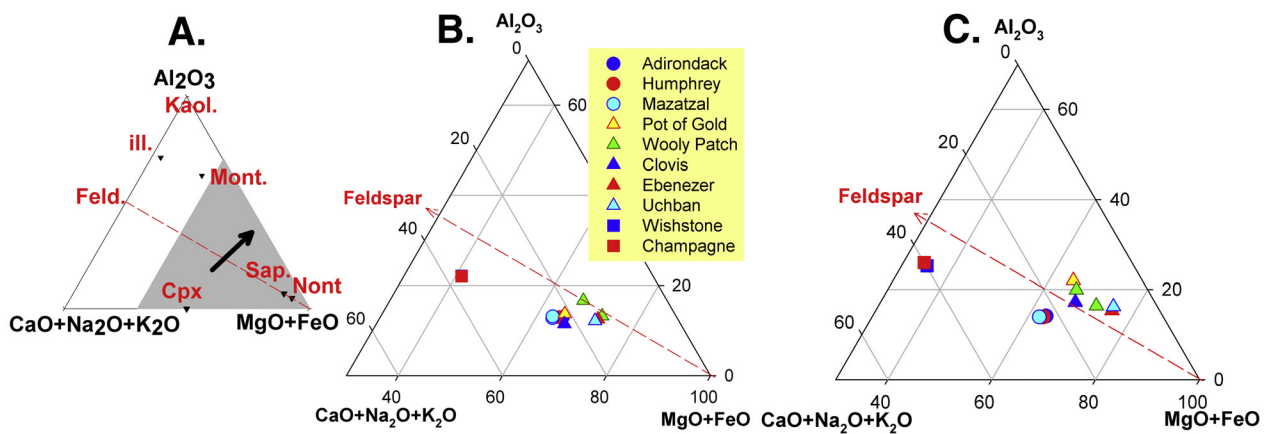 A.
Al₂O₃
Kaol.
ill.
Mont.
Feld.
Sap.
Nont
Cpx
CaO+Na₂O+K₂O
MgO+FeO
B.
Al₂O₃
0
60
20
Feldspar
40
20
60
0
40
60
80
100
CaO+Na₂O+K₂O
MgO+FeO
Adirondack
Humphrey
Mazatzal
Pot of Gold
Wooly Patch
Clovis
Ebenezer
Uchban
Wishstone
Champagne
C.
Al₂O₃
0
60
20
Feldspar
40
40
20
60
0
40
60
80
100
CaO+Na₂O+K₂O
MgO+FeO